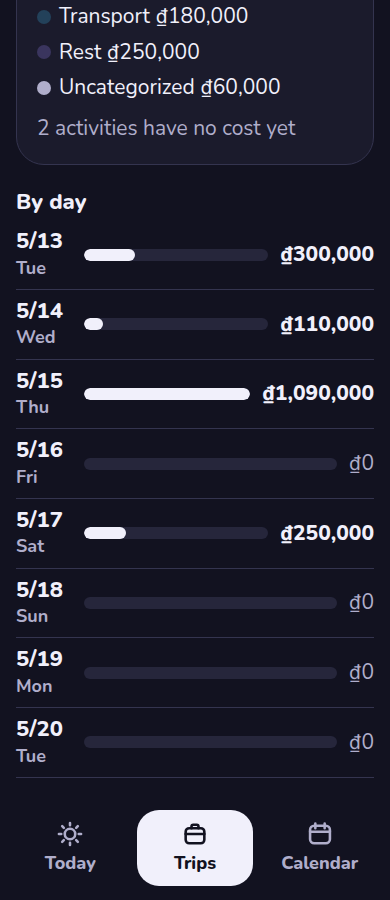 Transport ₫180,000
Rest ₫250,000
Uncategorized ₫60,000
2 activities have no cost yet
By day
5/13
Tue
₫300,000
5/14
Wed
₫110,000
5/15
Thu
₫1,090,000
5/16
Fri
₫0
5/17
Sat
₫250,000
5/18
Sun
₫0
5/19
Mon
₫0
5/20
Tue
₫0
Today
Trips
Calendar